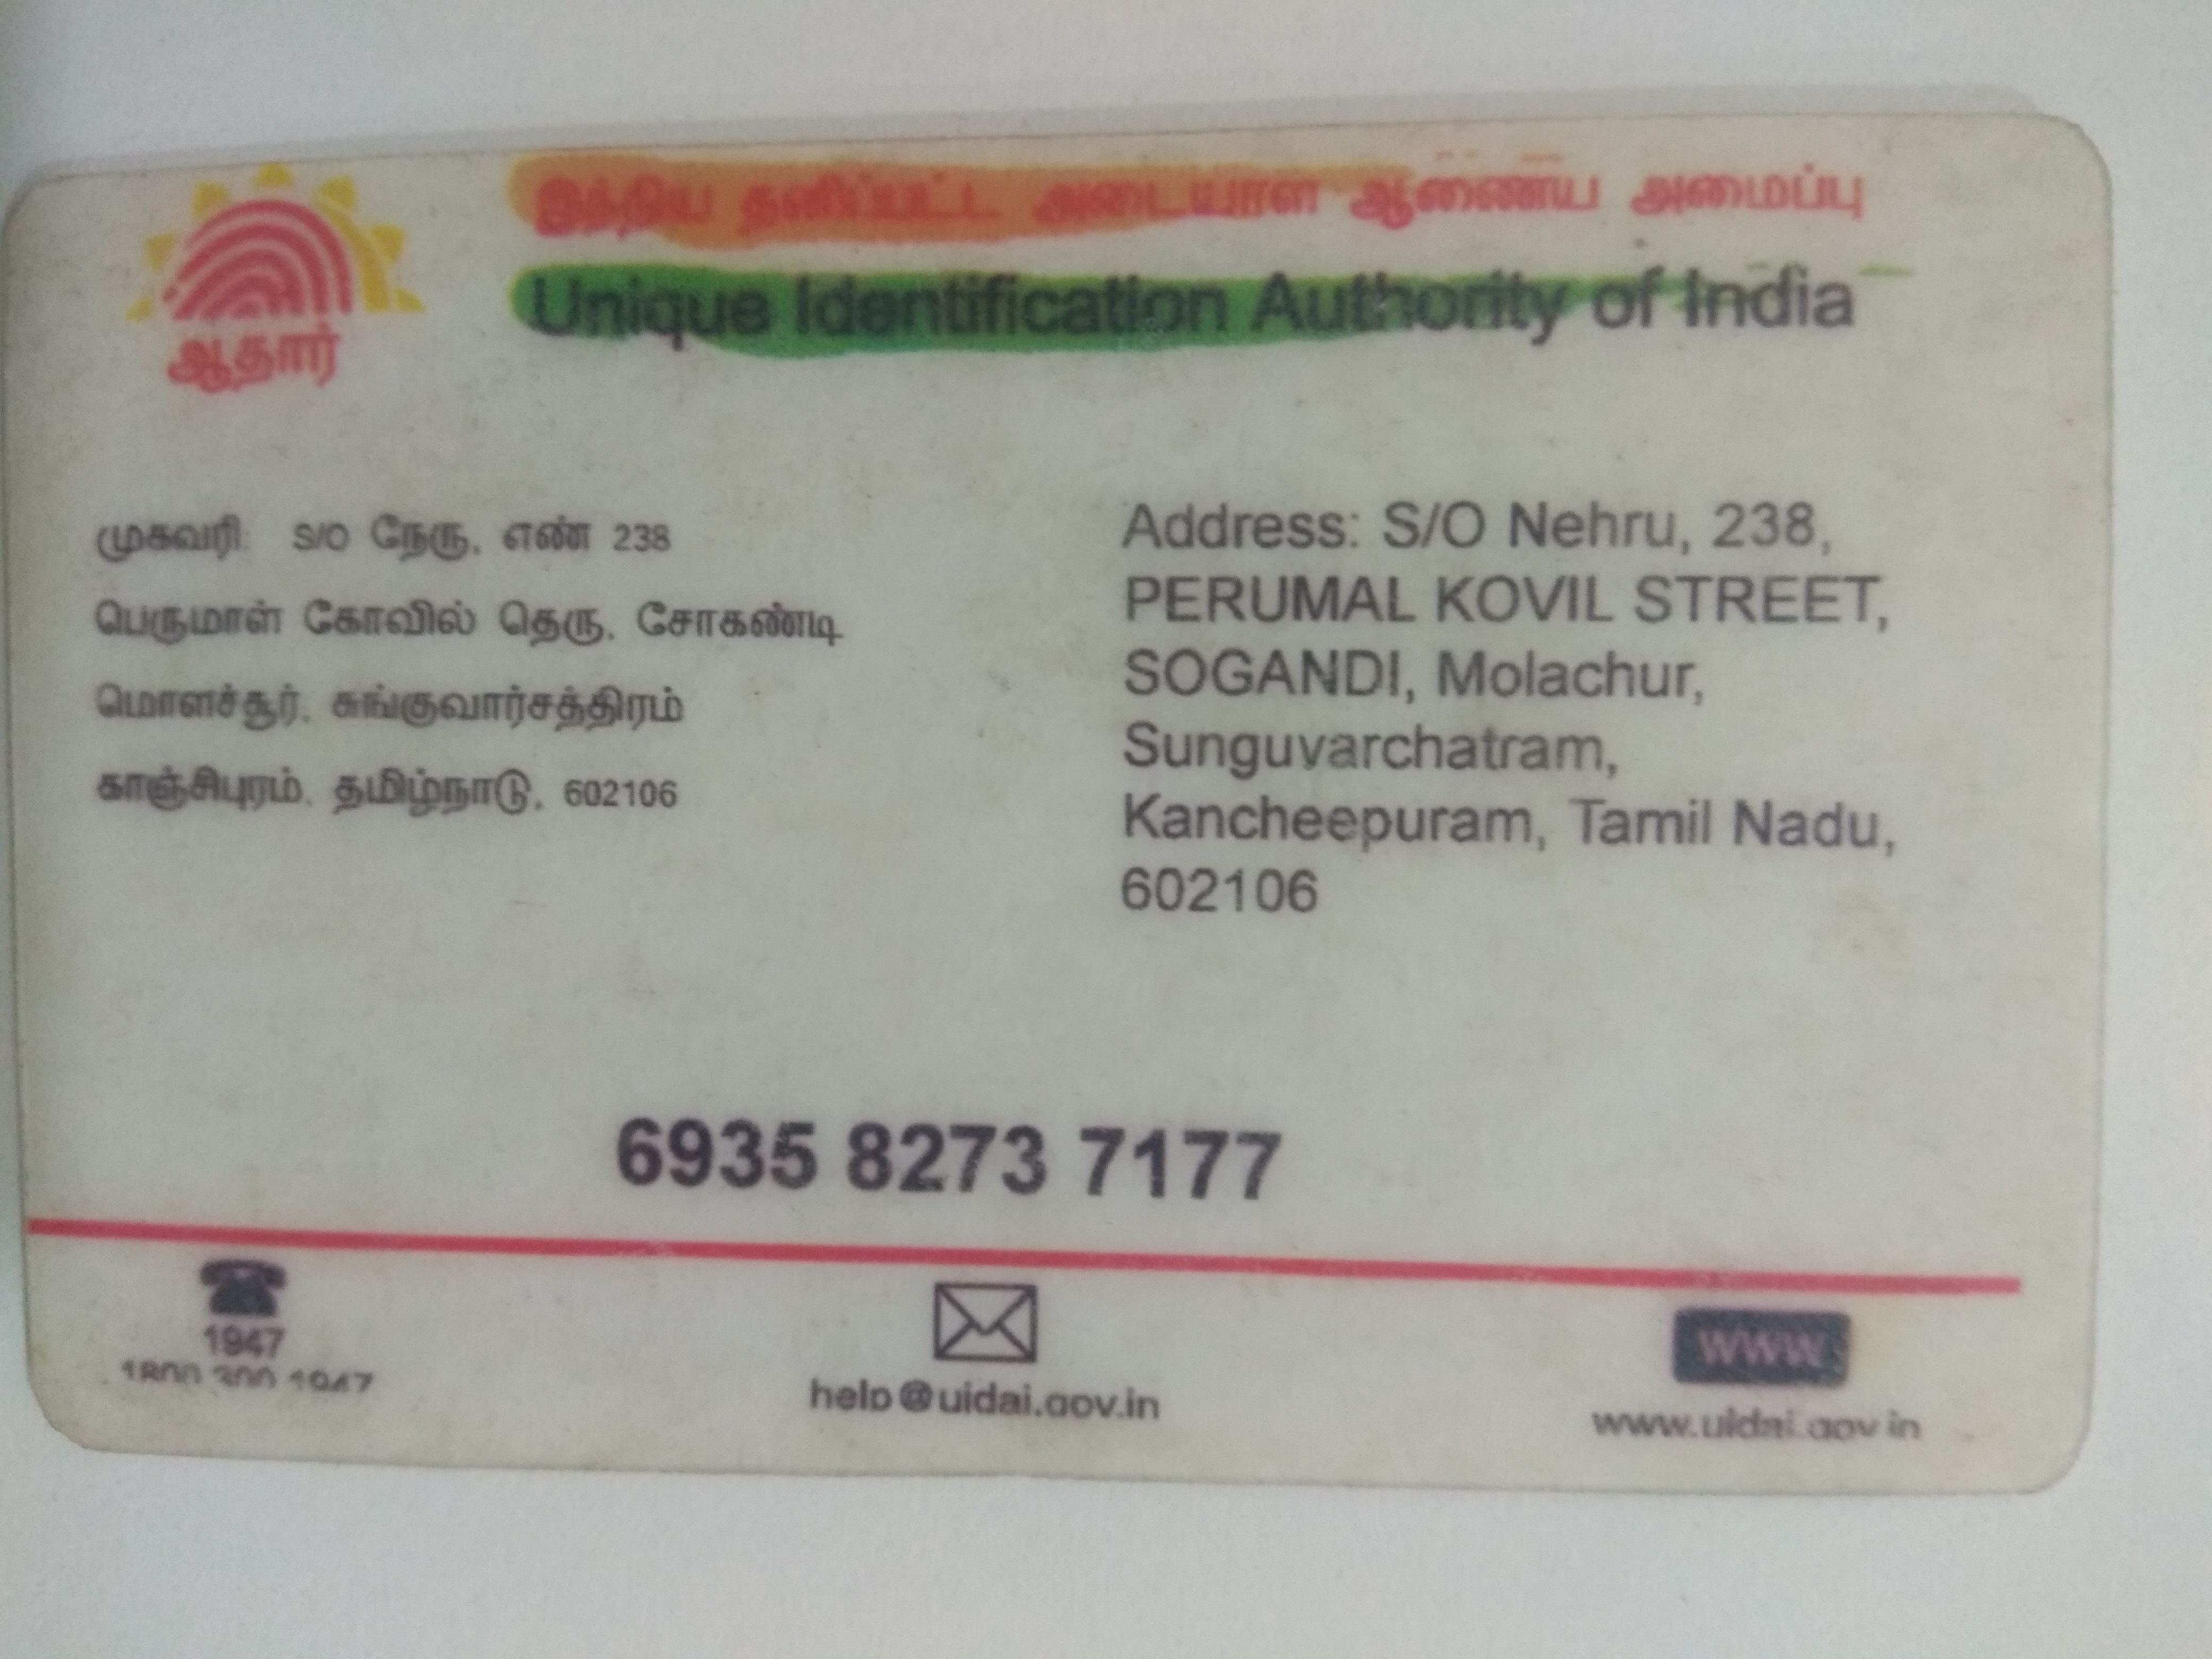 இந்திய தனிப்பட்ட அடையாள ஆணைய அமைப்பு
Unique Identification Authority of India
ஆதார்
முகவரி: S/O நேரு, எண் 238
பெருமாள் கோவில் தெரு, சோகண்டி
மொளச்சூர், சுங்குவார்சத்திரம்
காஞ்சிபுரம், தமிழ்நாடு, 602106
Address: S/O Nehru, 238,
PERUMAL KOVIL STREET,
SOGANDI, Molachur,
Sunguvarchatram,
Kancheepuram, Tamil Nadu,
602106
6935 8273 7177
1947
1800 300 1947
help@uidai.gov.in
www
www.uidai.gov.in